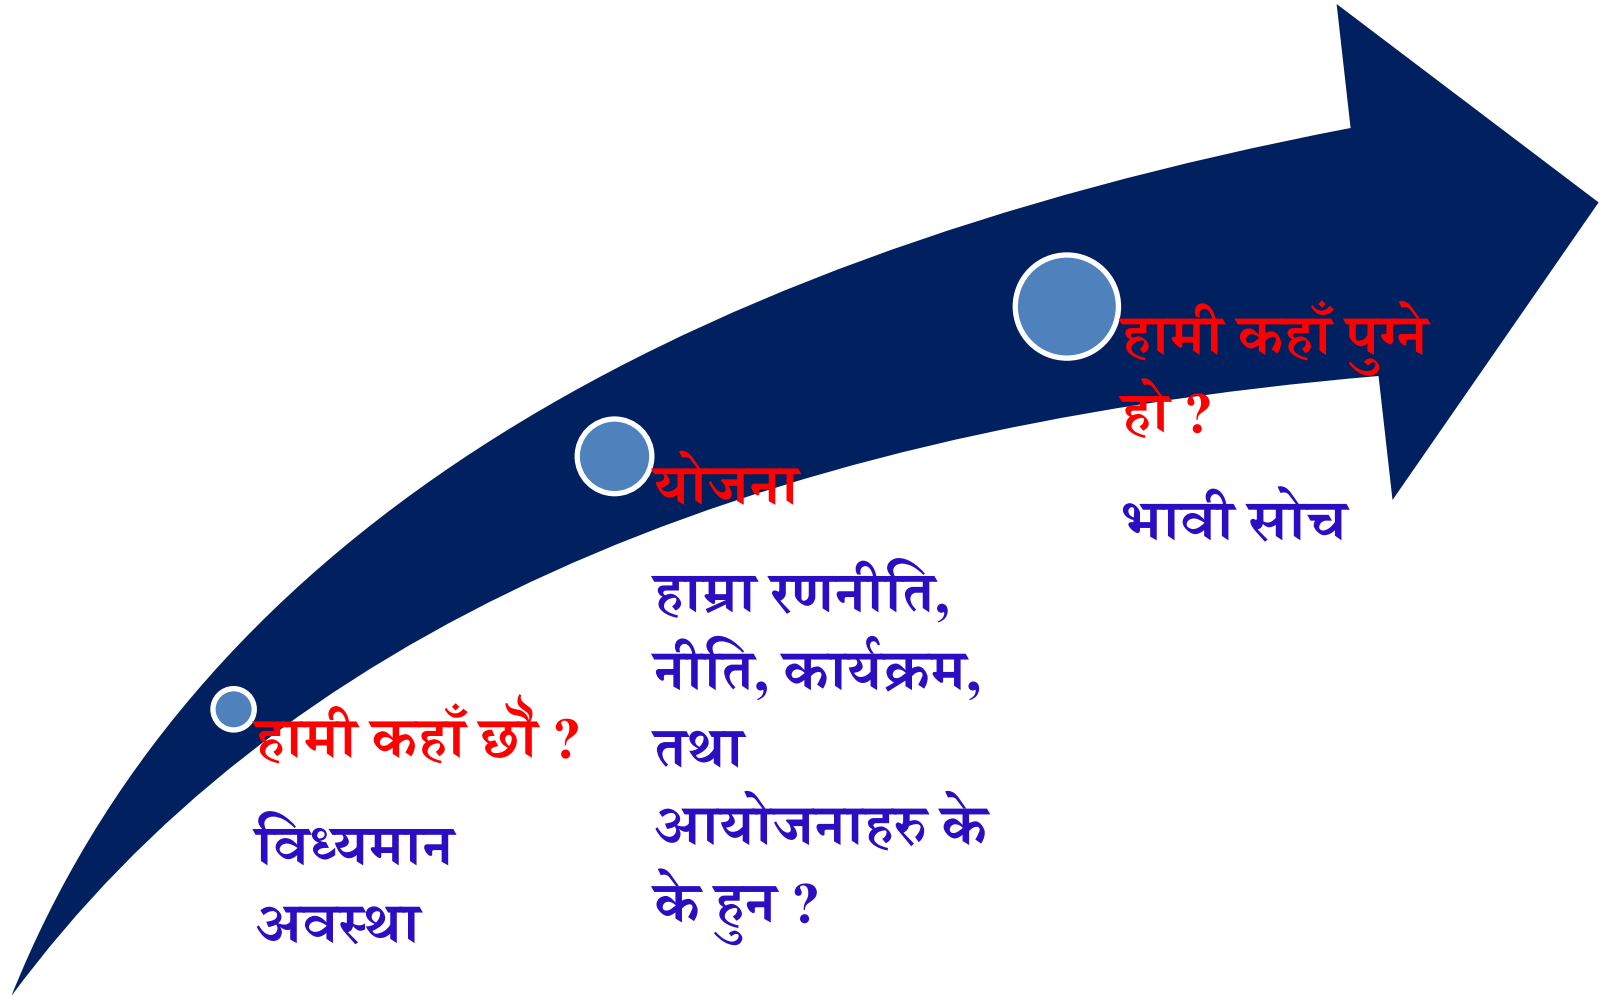 हामी कहाँ छौ ?
विध्यमान
अवस्था
योजना
हाम्रा रणनीति,
नीति, कार्यक्रम,
तथा
आयोजनाहरु के
के हुन ?
हामी कहाँ पुग्ने
हो ?
भावी सोच